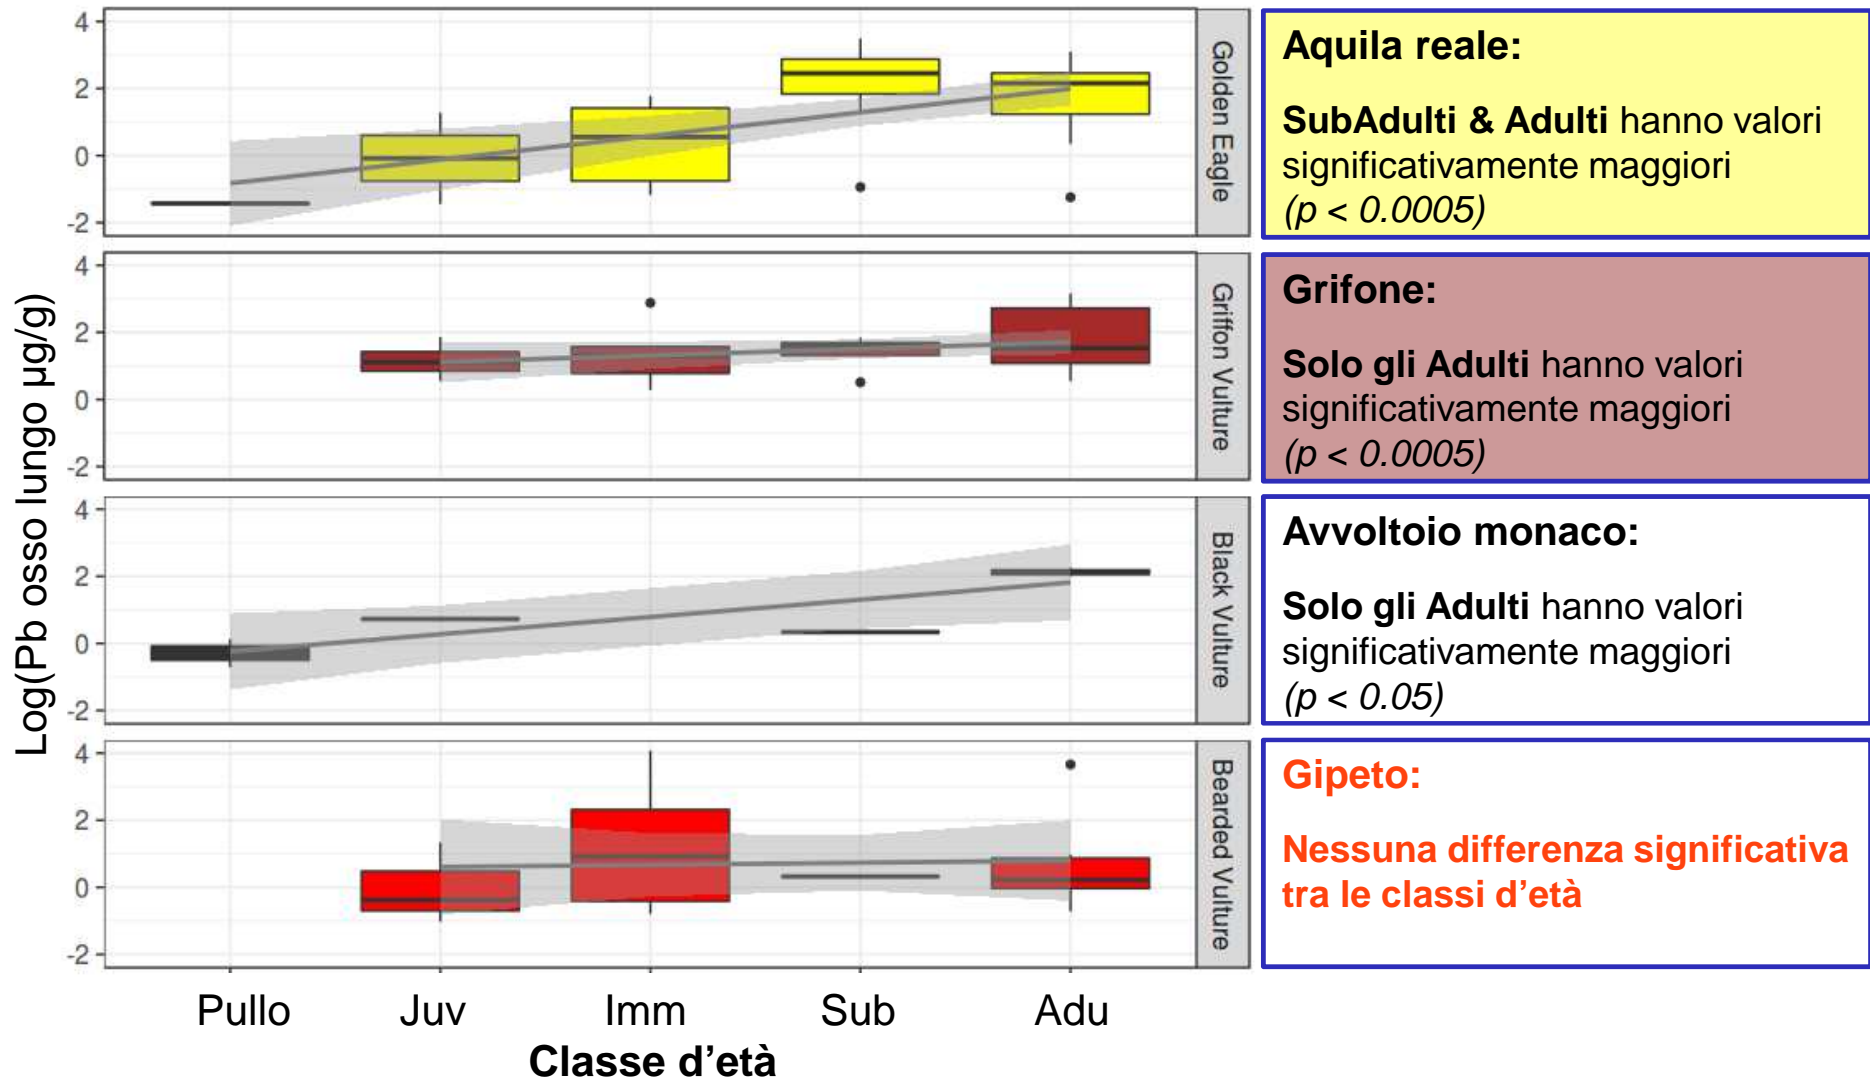 Log(Pb osso lungo µg/g)
4
2
0
-2
Golden Eagle
Aquila reale:
SubAdulti & Adulti hanno valori
significativamente maggiori
(p < 0.0005)
4
2
0
-2
Griffon Vulture
Grifone:
Solo gli Adulti hanno valori
significativamente maggiori
(p < 0.0005)
4
2
0
-2
Black Vulture
Avvoltoio monaco:
Solo gli Adulti hanno valori
significativamente maggiori
(p < 0.05)
4
2
0
-2
Bearded Vulture
Gipeto:
Nessuna differenza significativa
tra le classi d’età
Pullo Juv Imm Sub Adu
Classe d’età